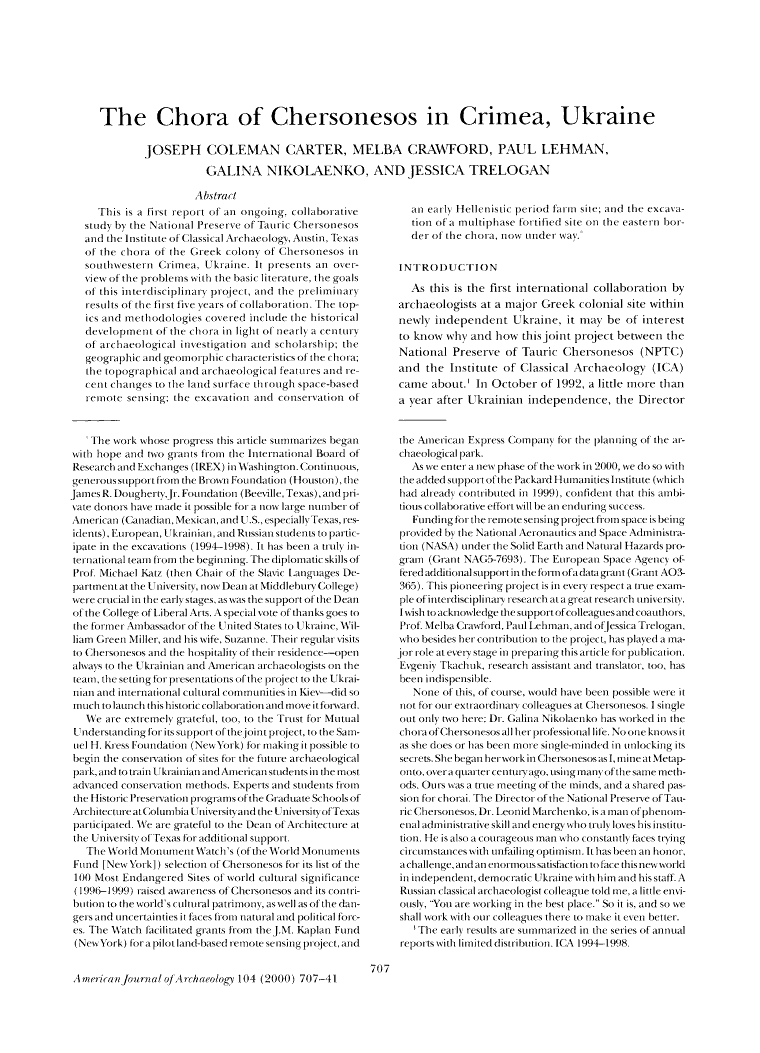 The Chora of Chersonesos in Crimea, Ukraine
JOSEPH COLEMAN CARTER, MELBA CRAWFORD, PAUL LEHMAN,
GALINA NIKOLAENKO, AND JESSICA TRELOGAN
Abstract
This is a first report of an ongoing, collaborative
study by the National Preserve of Tauric Chersonesos
and the Institute of Classical Archaeology, Austin, Texas
of the chora of the Greek colony of Chersonesos in
southwestern Crimea, Ukraine. It presents an over-
view of the problems with the basic literature, the goals
of this interdisciplinary project, and the preliminary
results of the first five years of collaboration. The top-
ics and methodologies covered include the historical
development of the chora in light of nearly a century
of archaeological investigation and scholarship; the
geographic and geomorphic characteristics of the chora;
the topographical and archaeological features and re-
cent changes to the land surface through space-based
remote sensing; the excavation and conservation of
an early Hellenistic period farm site; and the excava-
tion of a multiphase fortified site on the eastern bor-
der of the chora, now under way.*
INTRODUCTION
As this is the first international collaboration by
archaeologists at a major Greek colonial site within
newly independent Ukraine, it may be of interest
to know why and how this joint project between the
National Preserve of Tauric Chersonesos (NPTC)
and the Institute of Classical Archaeology (ICA)
came about.¹ In October of 1992, a little more than
a year after Ukrainian independence, the Director
* The work whose progress this article summarizes began
with hope and two grants from the International Board of
Research and Exchanges (IREX) in Washington. Continuous,
generous support from the Brown Foundation (Houston), the
James R. Dougherty, Jr. Foundation (Beeville, Texas), and pri-
vate donors have made it possible for a now large number of
American (Canadian, Mexican, and U.S., especially Texas, res-
idents), European, Ukrainian, and Russian students to partic-
ipate in the excavations (1994–1998). It has been a truly in-
ternational team from the beginning. The diplomatic skills of
Prof. Michael Katz (then Chair of the Slavic Languages De-
partment at the University, now Dean at Middlebury College)
were crucial in the early stages, as was the support of the Dean
of the College of Liberal Arts. A special vote of thanks goes to
the former Ambassador of the United States to Ukraine, Wil-
liam Green Miller, and his wife, Suzanne. Their regular visits
to Chersonesos and the hospitality of their residence—open
always to the Ukrainian and American archaeologists on the
team, the setting for presentations of the project to the Ukrai-
nian and international cultural communities in Kiev—did so
much to launch this historic collaboration and move it forward.
We are extremely grateful, too, to the Trust for Mutual
Understanding for its support of the joint project, to the Sam-
uel H. Kress Foundation (New York) for making it possible to
begin the conservation of sites for the future archaeological
park, and to train Ukrainian and American students in the most
advanced conservation methods. Experts and students from
the Historic Preservation programs of the Graduate Schools of
Architecture at Columbia University and the University of Texas
participated. We are grateful to the Dean of Architecture at
the University of Texas for additional support.
The World Monument Watch's (of the World Monuments
Fund [New York]) selection of Chersonesos for its list of the
100 Most Endangered Sites of world cultural significance
(1996–1999) raised awareness of Chersonesos and its contri-
bution to the world's cultural patrimony, as well as of the dan-
gers and uncertainties it faces from natural and political forc-
es. The Watch facilitated grants from the J.M. Kaplan Fund
(New York) for a pilot land-based remote sensing project, and
the American Express Company for the planning of the ar-
chaeological park.
As we enter a new phase of the work in 2000, we do so with
the added support of the Packard Humanities Institute (which
had already contributed in 1999), confident that this ambi-
tious collaborative effort will be an enduring success.
Funding for the remote sensing project from space is being
provided by the National Aeronautics and Space Administra-
tion (NASA) under the Solid Earth and Natural Hazards pro-
gram (Grant NAG5-7693). The European Space Agency of-
fered additional support in the form of a data grant (Grant AO3-
365). This pioneering project is in every respect a true exam-
ple of interdisciplinary research at a great research university.
I wish to acknowledge the support of colleagues and coauthors,
Prof. Melba Crawford, Paul Lehman, and of Jessica Trelogan,
who besides her contribution to the project, has played a ma-
jor role at every stage in preparing this article for publication.
Evgeniy Tkachuk, research assistant and translator, too, has
been indispensible.
None of this, of course, would have been possible were it
not for our extraordinary colleagues at Chersonesos. I single
out only two here: Dr. Galina Nikolaenko has worked in the
chora of Chersonesos all her professional life. No one knows it
as she does or has been more single-minded in unlocking its
secrets. She began her work in Chersonesos as I, mine at Metap-
onto, over a quarter century ago, using many of the same meth-
ods. Ours was a true meeting of the minds, and a shared pas-
sion for chorai. The Director of the National Preserve of Tau-
ric Chersonesos, Dr. Leonid Marchenko, is a man of phenom-
enal administrative skill and energy who truly loves his institu-
tion. He is also a courageous man who constantly faces trying
circumstances with unfailing optimism. It has been an honor,
a challenge, and an enormous satisfaction to face this new world
in independent, democratic Ukraine with him and his staff. A
Russian classical archaeologist colleague told me, a little envi-
ously, "You are working in the best place." So it is, and so we
shall work with our colleagues there to make it even better.
¹ The early results are summarized in the series of annual
reports with limited distribution. ICA 1994–1998.
707
American Journal of Archaeology 104 (2000) 707–41